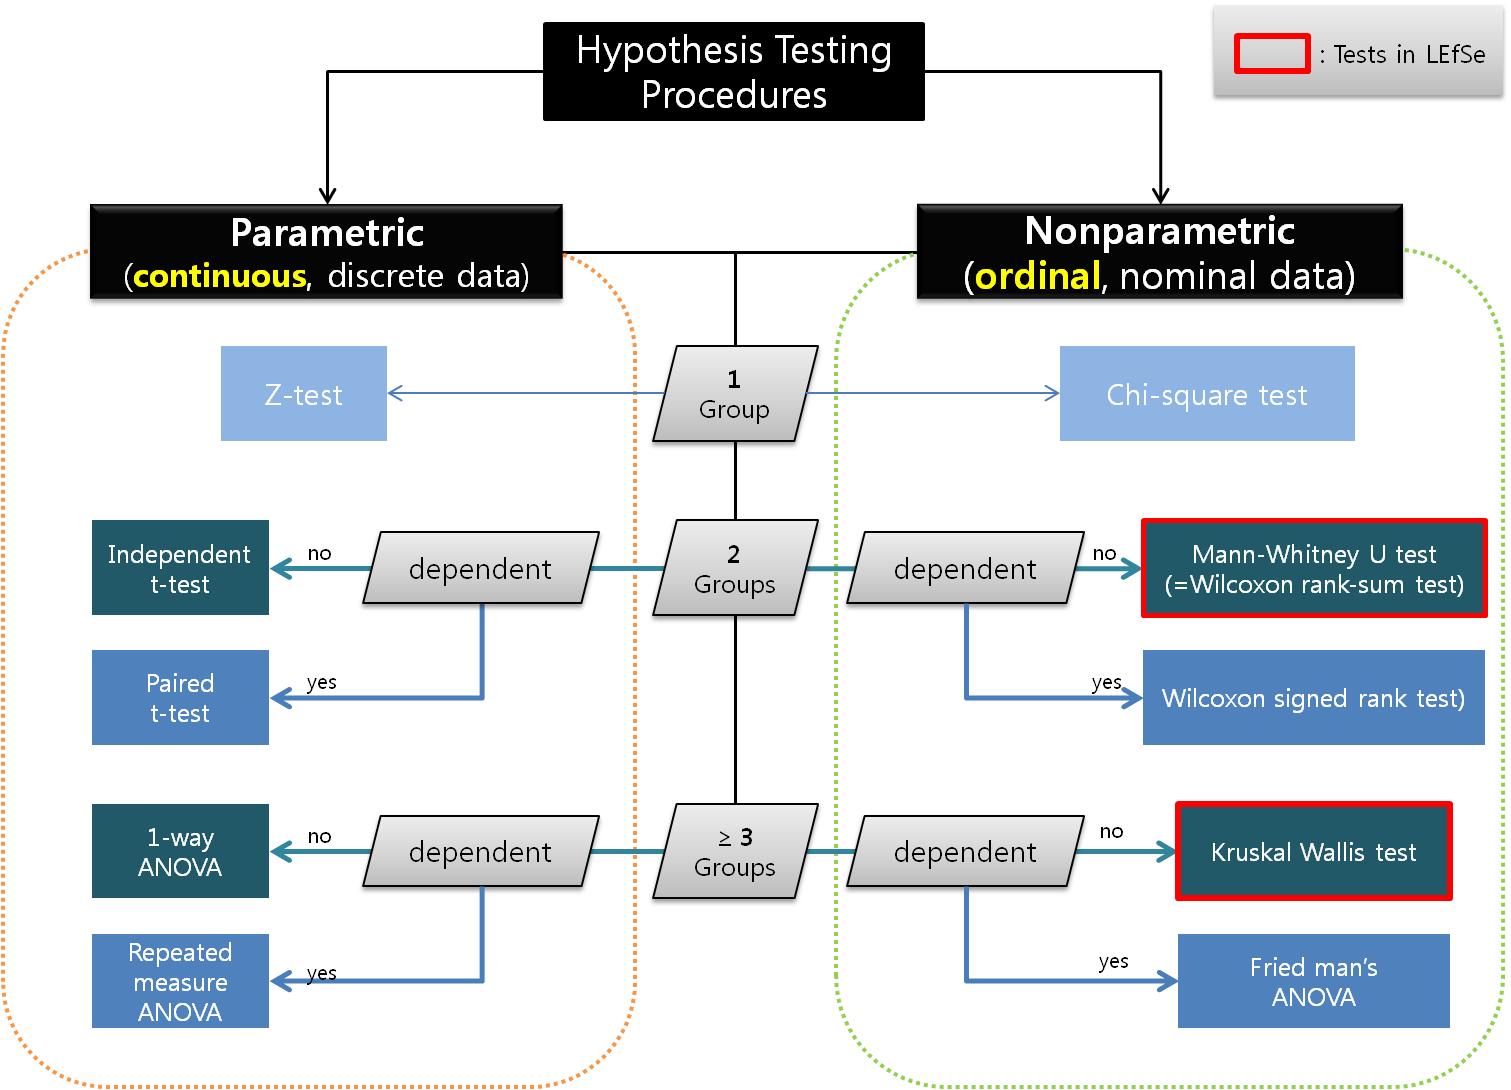 Hypothesis Testing
Procedures
: Tests in LEfSe
Parametric
(continuous, discrete data)
Nonparametric
(ordinal, nominal data)
Z-test
1
Group
Chi-square test
Independent
t-test
no
dependent
2
Groups
dependent
no
Mann-Whitney U test
(=Wilcoxon rank-sum test)
Paired
t-test
yes
yes
Wilcoxon signed rank test)
1-way
ANOVA
no
dependent
≥ 3
Groups
dependent
no
Kruskal Wallis test
Repeated
measure
ANOVA
yes
yes
Fried man's
ANOVA